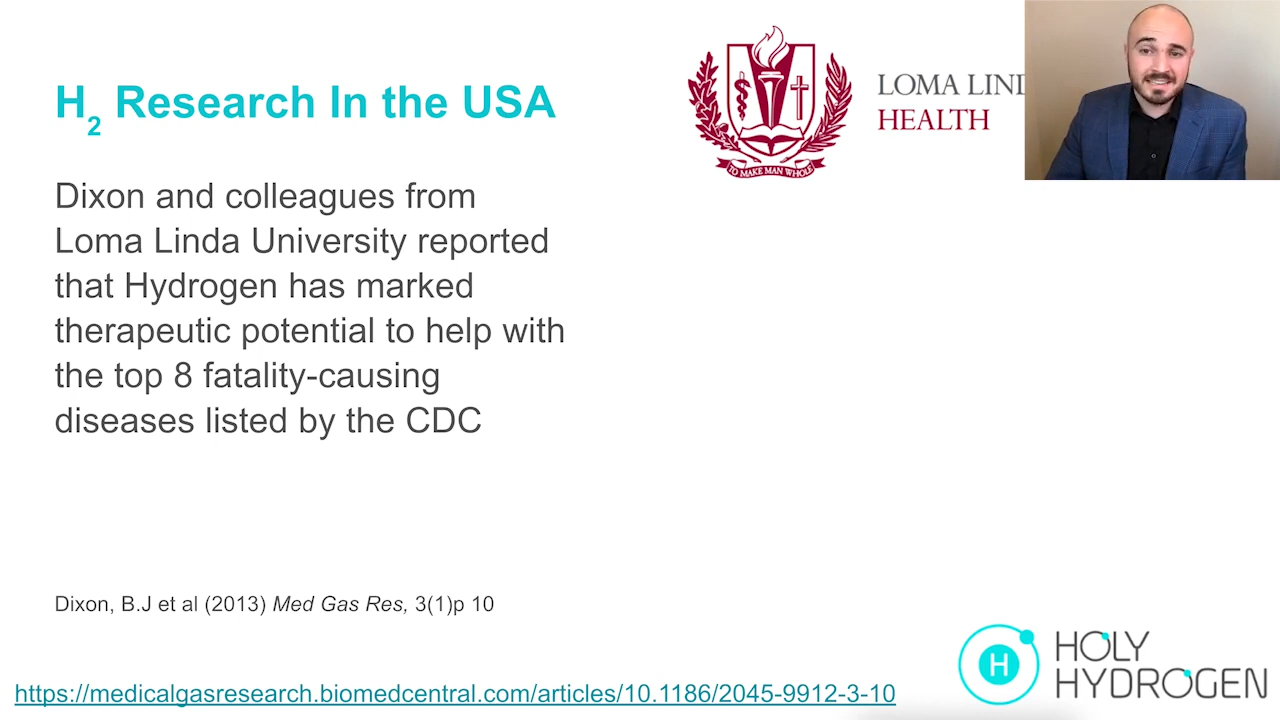 H2 Research In the USA
LOMA LIND
HEALTH
TO MAKE MAN WHOLE
Dixon and colleagues from
Loma Linda University reported
that Hydrogen has marked
therapeutic potential to help with
the top 8 fatality-causing
diseases listed by the CDC
Dixon, B.J et al (2013) Med Gas Res, 3(1)p 10
H
HOLY
HYDROGEN
https://medicalgasresearch.biomedcentral.com/articles/10.1186/2045-9912-3-10